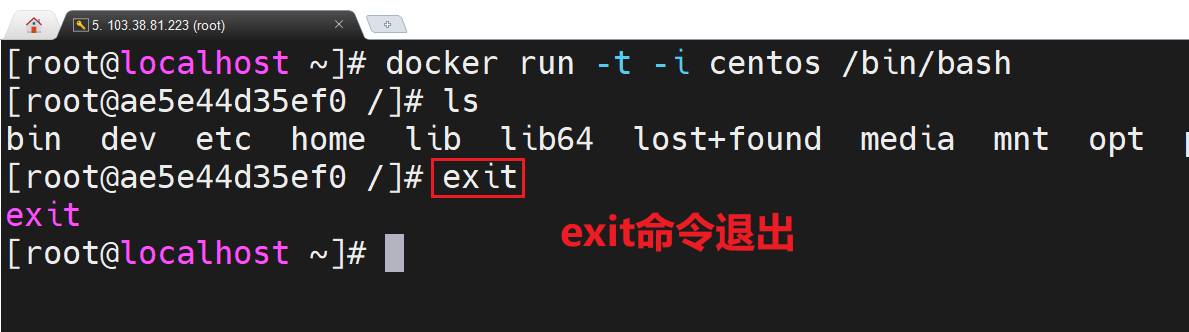 5. 103.38.81.223 (root)
[root@localhost ~]# docker run -t -i centos /bin/bash
[root@ae5e44d35ef0 /]# ls
bin dev etc home lib lib64 lost+found media mnt opt
[root@ae5e44d35ef0 /]# exit
exit
exit命令退出
[root@localhost ~]#